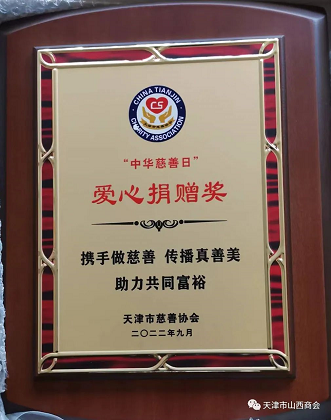 CHINA TIANJIN
CS
CHARITY ASSOCIATION
“中华慈善日”
爱心捐赠奖
携手做慈善 传播真善美
助力共同富裕
天津市慈善协会
二〇二二年九月
天津市山西商会